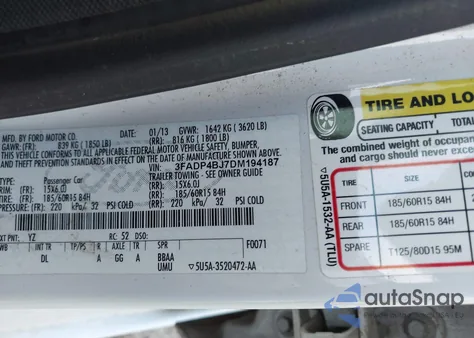 MFD. BY FORD MOTOR CO.
DATE: 01/13 GVWR: 1642 KG ( 3620 LB)
GAWR: (FR): 839 KG ( 1850 LB) (RR): 816 KG ( 1800 LB)
THIS VEHICLE CONFORMS TO ALL APPLICABLE FEDERAL MOTOR VEHICLE SAFETY, BUMPER,
AND THEFT PREVENTION STANDARDS IN EFFECT ON THE DATE OF MANUFACTURE SHOWN ABOVE.
VIN: 3FADP4BJ7DM194187
TYPE: Passenger Car TRAILER TOWING - SEE OWNER GUIDE
15X6.0J (RR): 15X6.0J
185/60R15 84H (RR): 185/60R15 84H
PRESSURE: (FR) 220 kPa/ 32 PSI COLD (RR): 220 kPa/ 32 PSI COLD
EXT PNT: YZ RC: 52 DSO: F0071
WB INT TR TP/PS R AXLE TR SPR
DL A GG A BBAA
UMU ▽ 5U5A-3520472-AA
▽ 5U5A-1532-AA (TLU)
TIRE AND LO
SEATING CAPACITY TOTAL
The combined weight of occupa
and cargo should never exce
TIRE SIZE
FRONT 185/60R15 84H
REAR 185/60R15 84H
SPARE T125/80D15 95M
autoSnap